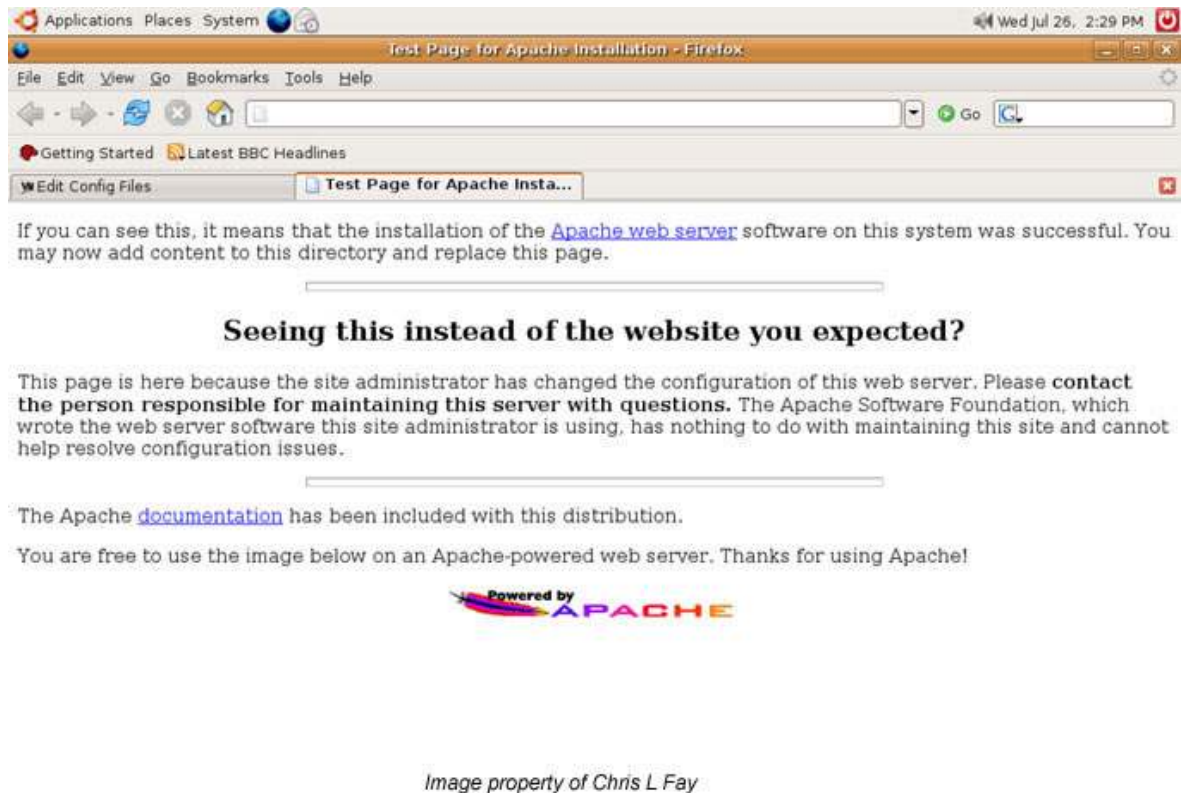 Applications Places System Wed Jul 26, 2:29 PM
Test Page for Apache Installation - Firefox
File Edit View Go Bookmarks Tools Help
Go G
Getting Started Latest BBC Headlines
Edit Config Files Test Page for Apache Insta...
If you can see this, it means that the installation of the Apache web server software on this system was successful. You
may now add content to this directory and replace this page.
Seeing this instead of the website you expected?
This page is here because the site administrator has changed the configuration of this web server. Please contact
the person responsible for maintaining this server with questions. The Apache Software Foundation, which
wrote the web server software this site administrator is using, has nothing to do with maintaining this site and cannot
help resolve configuration issues.
The Apache documentation has been included with this distribution.
You are free to use the image below on an Apache-powered web server. Thanks for using Apache!
Powered by
APACHE
Image property of Chris L Fay